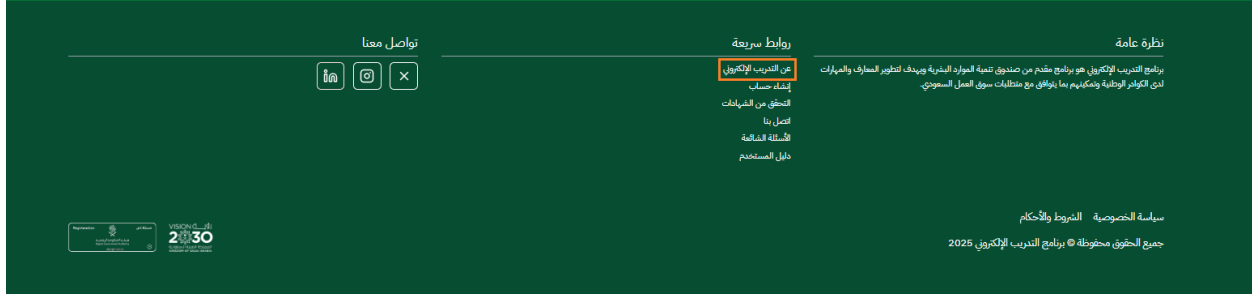 نظرة عامة
برنامج التدريب الإلكتروني هو برنامج مقدم من صندوق تنمية الموارد البشرية ويهدف لتطوير المعارف والمهارات
لدى الكوادر الوطنية وتمكينهم بما يتوافق مع متطلبات سوق العمل السعودي.
روابط سريعة
عن التدريب الإلكتروني
إنشاء حساب
التحقق من الشهادات
اتصل بنا
الأسئلة الشائعة
دليل المستخدم
تواصل معنا
سياسة الخصوصية الشروط والأحكام
جميع الحقوق محفوظة © برنامج التدريب الإلكتروني 2025
VISION رؤيـــة
2030